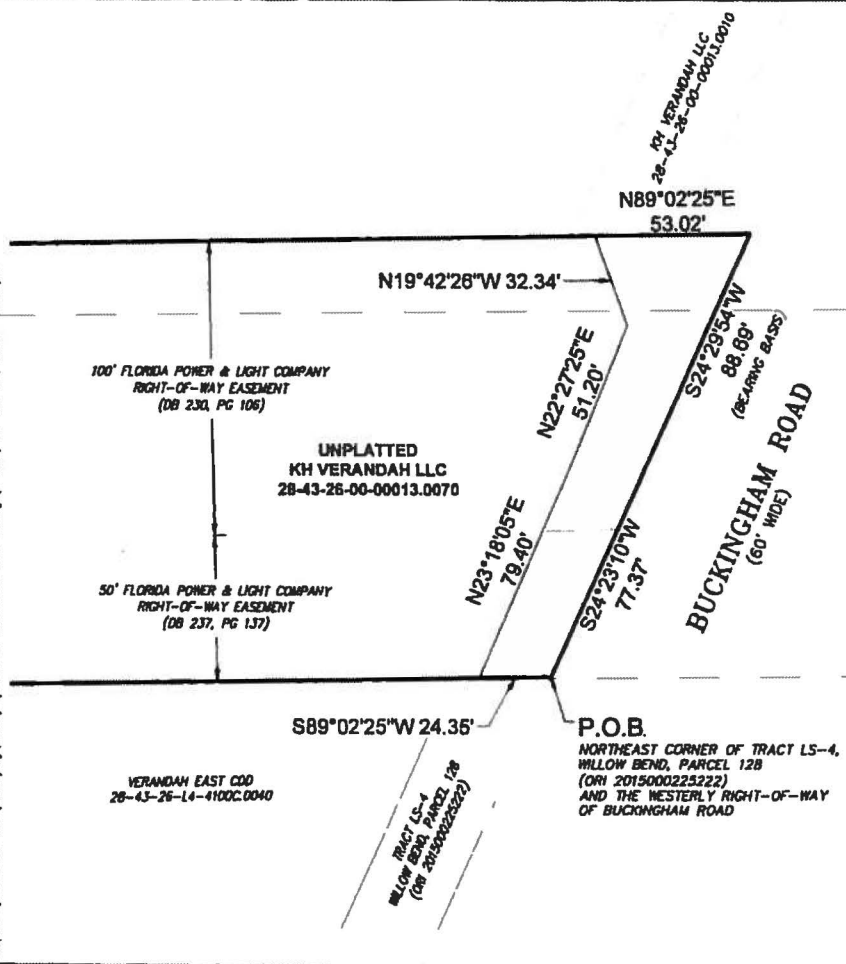 KH VERANDAH LLC
28-43-26-00-00013.0010
N89°02'25"E
53.02'
N19°42'26"W 32.34'
S24°29'54"W
88.69'
(BEARING BASIS)
100' FLORIDA POWER & LIGHT COMPANY
RIGHT-OF-WAY EASEMENT
(DB 230, PG 106)
N22°27'25"E
51.20'
UNPLATTED
KH VERANDAH LLC
28-43-26-00-00013.0070
BUCKINGHAM ROAD
(60' WIDE)
N23°18'05"E
79.40'
S24°23'10"W
77.37'
50' FLORIDA POWER & LIGHT COMPANY
RIGHT-OF-WAY EASEMENT
(DB 237, PG 137)
S89°02'25"W 24.35'
P.O.B.
NORTHEAST CORNER OF TRACT LS-4,
WILLOW BEND, PARCEL 128
(ORI 2015000225222)
AND THE WESTERLY RIGHT-OF-WAY
OF BUCKINGHAM ROAD
VERANDAH EAST CDD
28-43-26-L4-4100C.0040
TRACT LS-4
WILLOW BEND, PARCEL 128
(ORI 2015000225222)